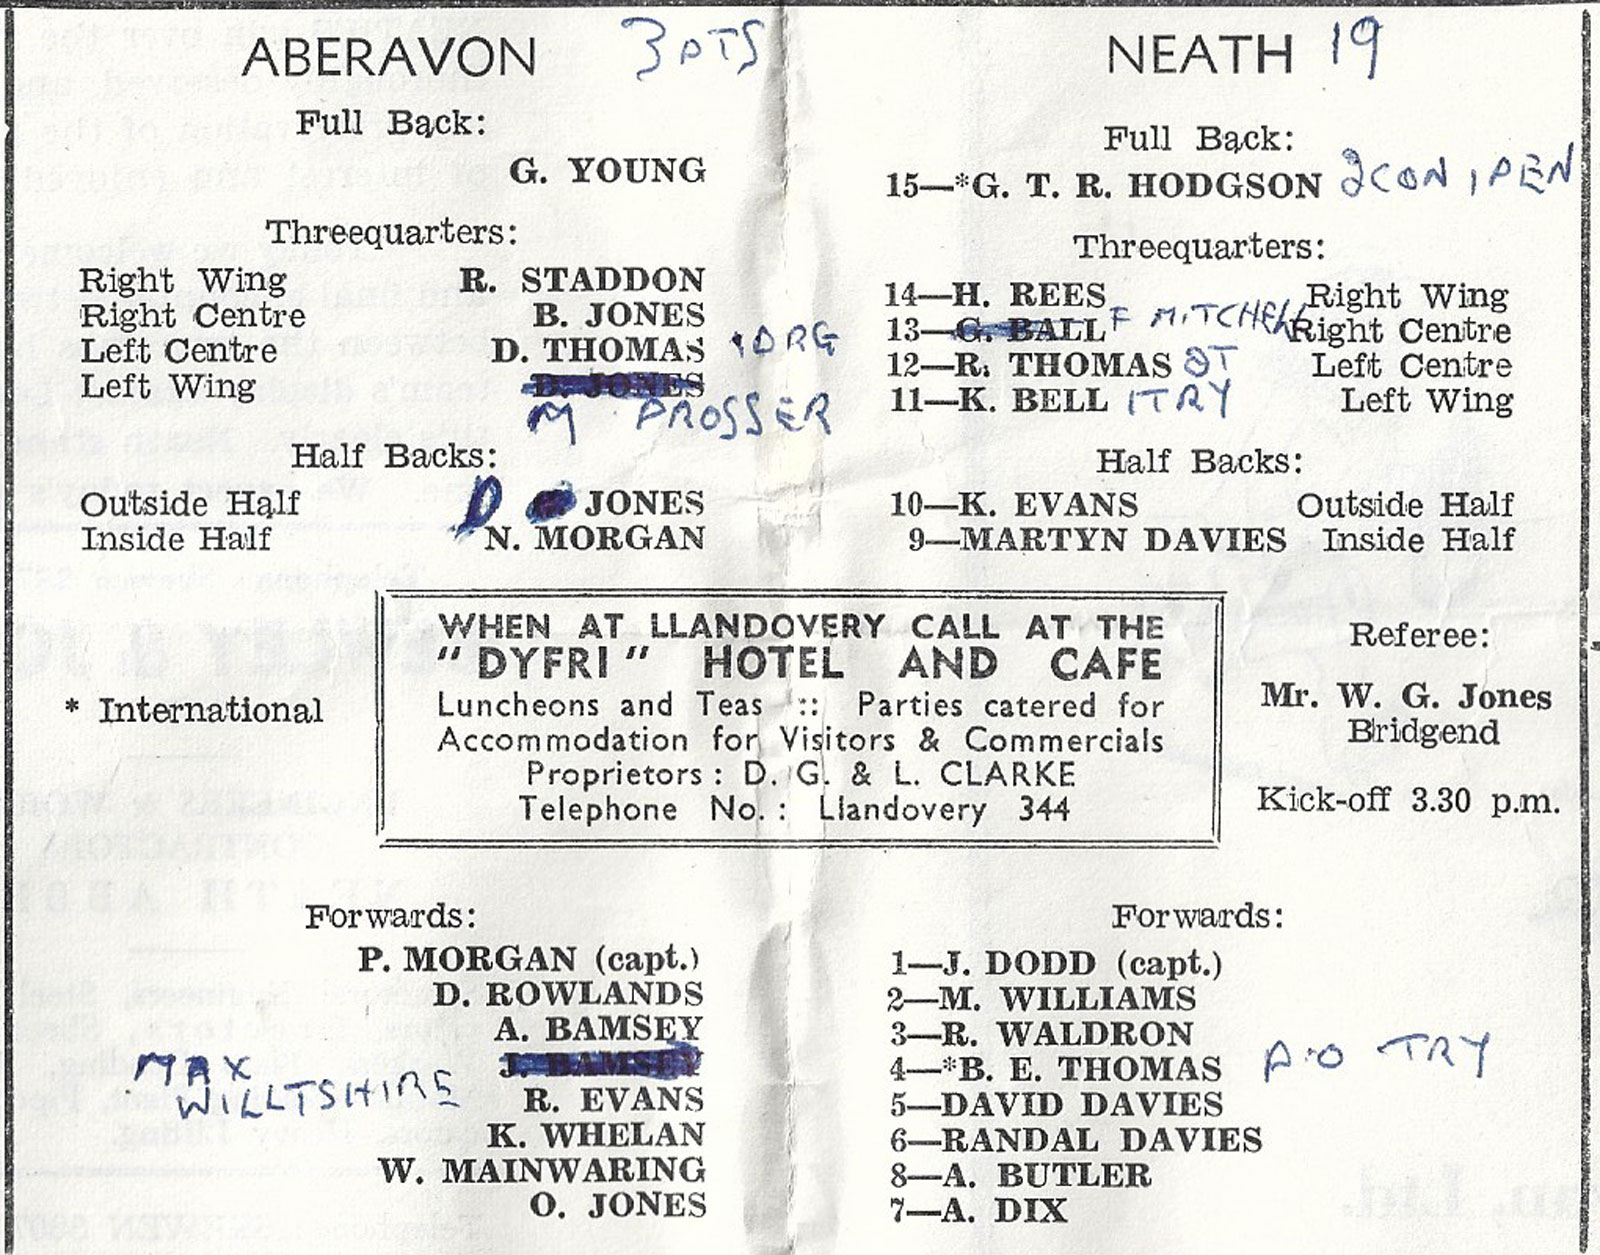 ABERAVON 3 PTS
Full Back:
G. YOUNG
Threequarters:
Right Wing R. STADDON
Right Centre B. JONES
Left Centre D. THOMAS 1 DRG
Left Wing D. JONES
M PROSSER
Half Backs:
Outside Half D JONES
Inside Half N. MORGAN
NEATH 19
Full Back:
15—*G. T. R. HODGSON 2CON 1PEN
Threequarters:
14—H. REES Right Wing
13—G. BALL F MITCHELL Right Centre
12—R. THOMAS Left Centre
11—K. BELL 1TRY Left Wing
Half Backs:
10—K. EVANS Outside Half
9—MARTYN DAVIES Inside Half
* International
WHEN AT LLANDOVERY CALL AT THE
"DYFRI" HOTEL AND CAFE
Luncheons and Teas :: Parties catered for
Accommodation for Visitors & Commercials
Proprietors: D. G. & L. CLARKE
Telephone No.: Llandovery 344
Referee:
Mr. W. G. Jones
Bridgend
Kick-off 3.30 p.m.
Forwards:
P. MORGAN (capt.)
D. ROWLANDS
A. BAMSEY
J. BAMSEY
MAX
WILLTSHIRE
R. EVANS
K. WHELAN
W. MAINWARING
O. JONES
Forwards:
1—J. DODD (capt.)
2—M. WILLIAMS
3—R. WALDRON
4—*B. E. THOMAS P.O TRY
5—DAVID DAVIES
6—RANDAL DAVIES
8—A. BUTLER
7—A. DIX